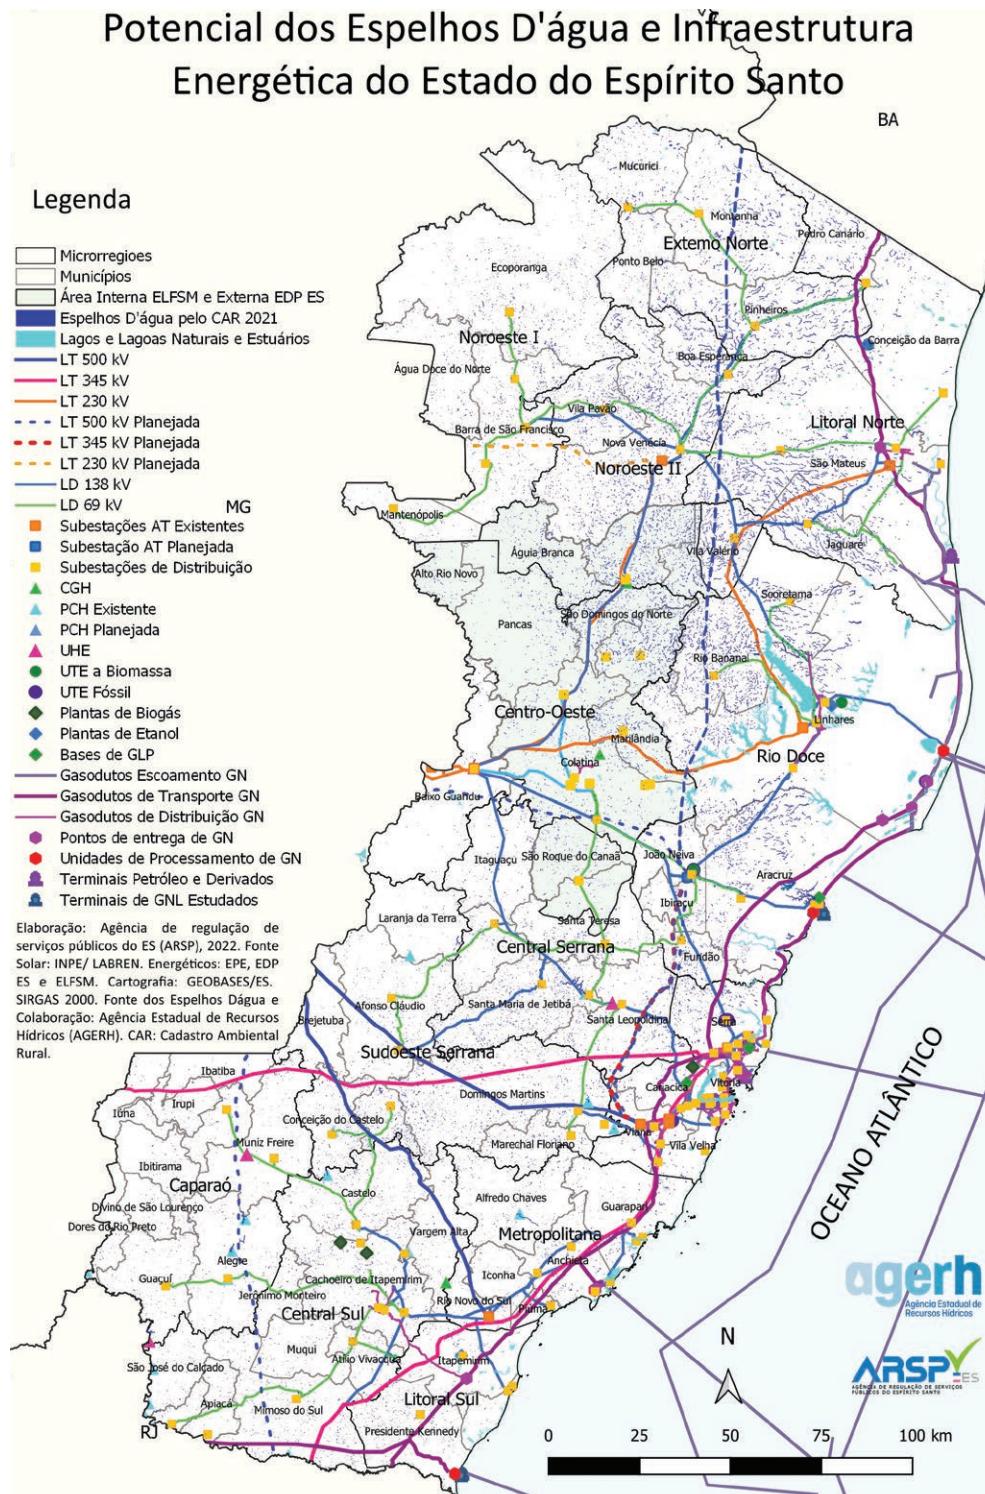 Potencial dos Espelhos D'água e Infraestrutura
Energética do Estado do Espírito Santo
BA
Legenda
Microrregioes
Municípios
Área Interna ELFSM e Externa EDP ES
Espelhos D'água pelo CAR 2021
Lagos e Lagoas Naturais e Estuários
LT 500 kV
LT 345 kV
LT 230 kV
LT 500 kV Planejada
LT 345 kV Planejada
LT 230 kV Planejada
LD 138 kV
LD 69 kV
MG
Subestações AT Existentes
Subestação AT Planejada
Subestações de Distribuição
CGH
PCH Existente
PCH Planejada
UHE
UTE a Biomassa
UTE Fóssil
Plantas de Biogás
Plantas de Etanol
Bases de GLP
Gasodutos Escoamento GN
Gasodutos de Transporte GN
Gasodutos de Distribuição GN
Pontos de entrega de GN
Unidades de Processamento de GN
Terminais Petróleo e Derivados
Terminais de GNL Estudados
Elaboração: Agência de regulação de
serviços públicos do ES (ARSP), 2022. Fonte
Solar: INPE/ LABREN. Energéticos: EPE, EDP
ES e ELFSM. Cartografia: GEOBASES/ES.
SIRGAS 2000. Fonte dos Espelhos Dágua e
Colaboração: Agência Estadual de Recursos
Hídricos (AGERH). CAR: Cadastro Ambiental
Rural.
Mucurici
Montanha
Pedro Canário
Extemo Norte
Ponto Belo
Ecoporanga
Pinheiros
Noroeste I
Conceição da Barra
Boa Esperança
Água Doce do Norte
Vila Pavão
Litoral Norte
Barra de São Francisco
Nova Venécia
Noroeste II
São Mateus
Mantenópolis
Jaguaré
Águia Branca
Vila Valério
Alto Rio Novo
Sooretama
São Domingos do Norte
Pancas
Rio Bananal
Centro-Oeste
Linhares
Marilândia
Rio Doce
Colatina
Baixo Guandu
João Neiva
Itaguaçu
São Roque do Canaã
Aracruz
Ibiraçu
Laranja da Terra
Santa Teresa
Central Serrana
Fundão
Afonso Cláudio
Santa Maria de Jetibá
Santa Leopoldina
Serra
Brejetuba
Sudoeste Serrana
Ibatiba
Cariacica
Vitória
Domingos Martins
Irupi
Iúna
Conceição do Castelo
Viana
Muniz Freire
Marechal Floriano
Vila Velha
Ibitirama
Caparaó
Castelo
Alfredo Chaves
Divino de São Lourenço
Guarapari
Dores do Rio Preto
Vargem Alta
Metropolitana
Alegre
Anchieta
Guaçuí
Cachoeiro de Itapemirim
Iconha
Jerônimo Monteiro
Rio Novo do Sul
Piúma
Central Sul
Muqui
Atílio Vivacqua
Itapemirim
São José do Calçado
Litoral Sul
Apiacá
Mimoso do Sul
Presidente Kennedy
RJ
OCEANO ATLÂNTICO
agerh
Agência Estadual de
Recursos Hídricos
N
ARSP
ES
AGÊNCIA DE REGULAÇÃO DE SERVIÇOS
PÚBLICOS DO ESPÍRITO SANTO
0 25 50 75 100 km